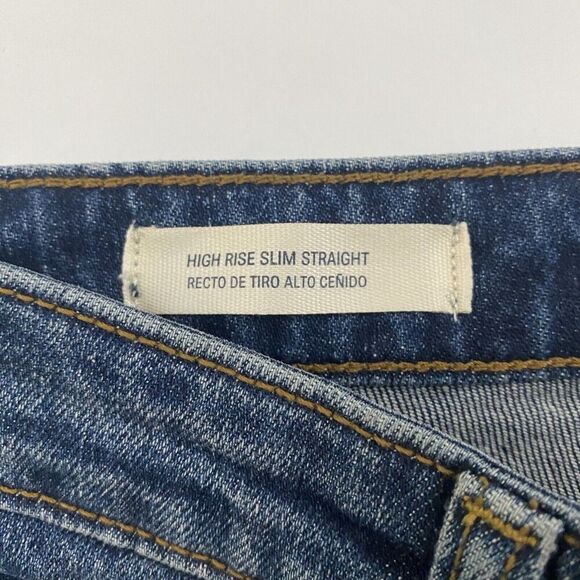 HIGH RISE SLIM STRAIGHT
RECTO DE TIRO ALTO CEÑIDO